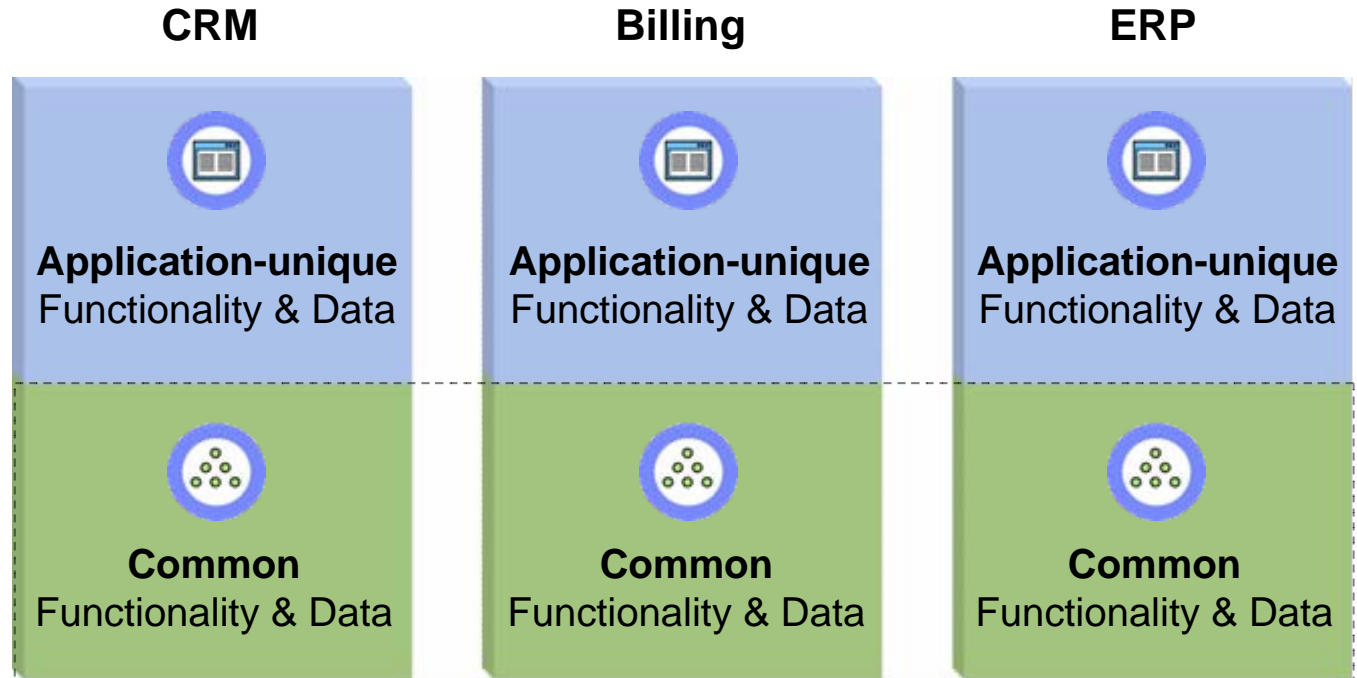 CRM
Billing
ERP
Application-unique
Functionality & Data
Application-unique
Functionality & Data
Application-unique
Functionality & Data
Common
Functionality & Data
Common
Functionality & Data
Common
Functionality & Data